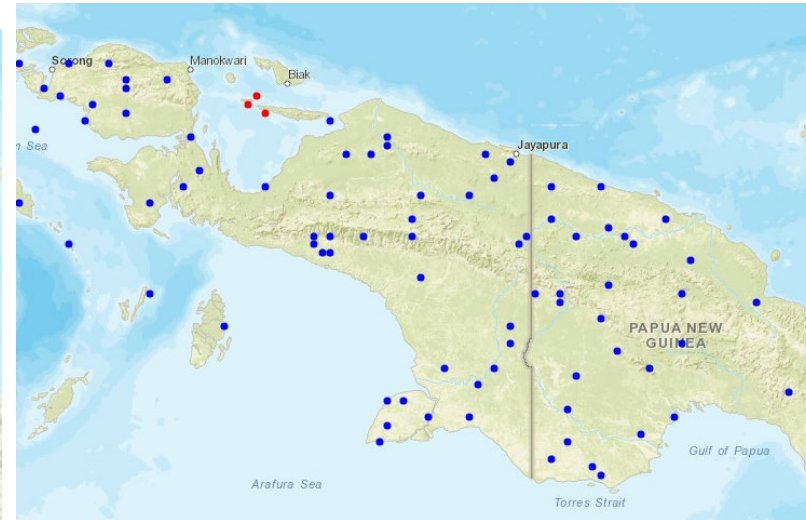 Sorong
Manokwari
Biak
m Sea
Jayapura
PAPUA NEW
GUINEA
Gulf of Papua
Arafura Sea
Torres Strait